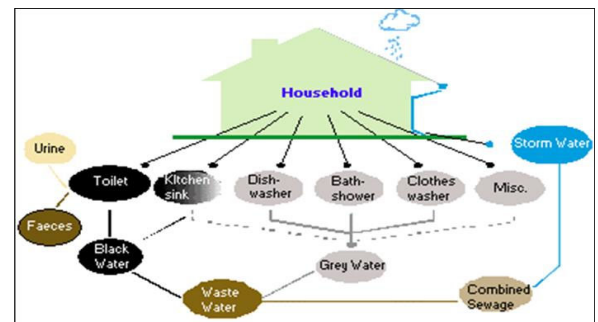 Household
Urine
Storm Water
Toilet
Kitchen
sink
Dish-
washer
Bath-
shower
Clothes
washer
Misc.
Faeces
Black
Water
Grey Water
Waste
Water
Combined
Sewage